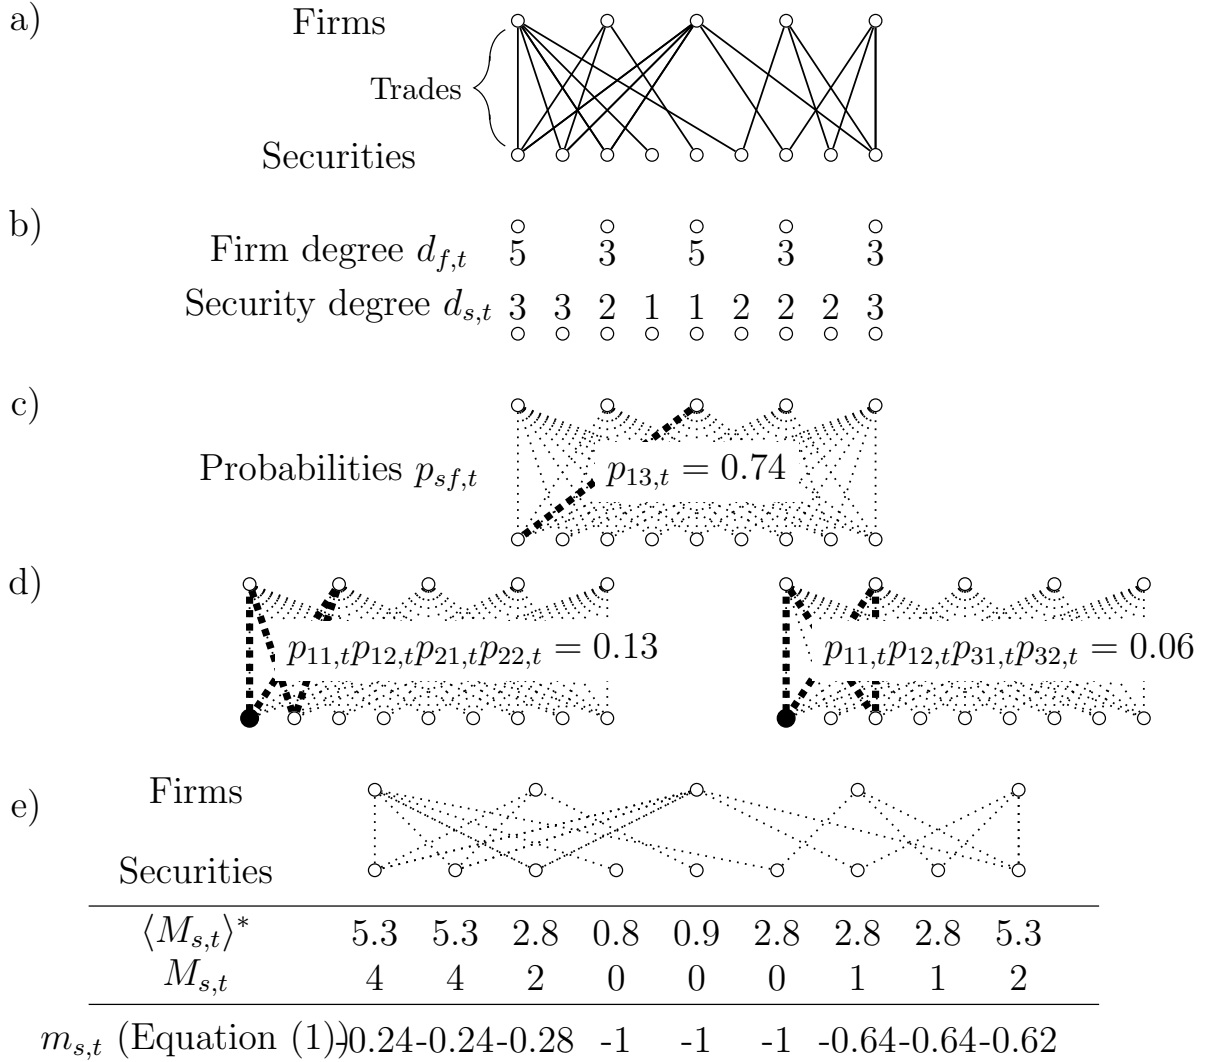 a)
Firms
Trades
Securities
b)
Firm degree d_{f,t} 5 3 5 3 3
Security degree d_{s,t} 3 3 2 1 1 2 2 2 3
c)
Probabilities p_{sf,t} p_{13,t} = 0.74
d)
p_{11,t}p_{12,t}p_{21,t}p_{22,t} = 0.13 p_{11,t}p_{12,t}p_{31,t}p_{32,t} = 0.06
e)
Firms
Securities
⟨M_{s,t}⟩* 5.3 5.3 2.8 0.8 0.9 2.8 2.8 2.8 5.3
M_{s,t} 4 4 2 0 0 0 1 1 2
m_{s,t} (Equation (1)) -0.24 -0.24 -0.28 -1 -1 -1 -0.64 -0.64 -0.62